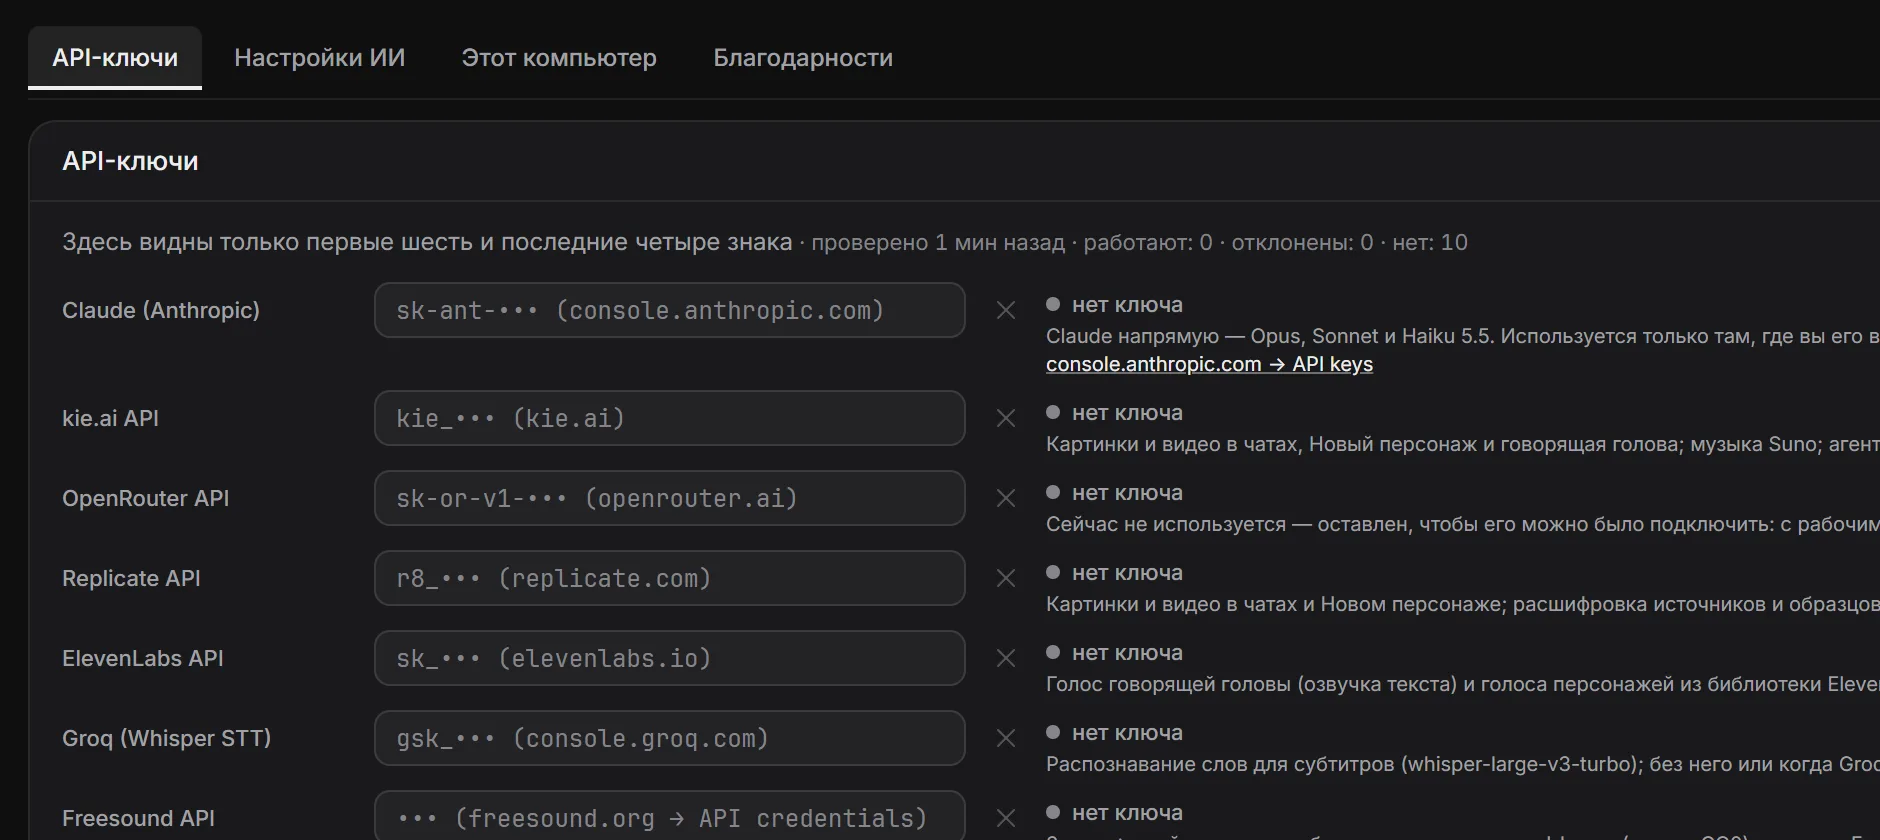 API-ключи Настройки ИИ Этот компьютер Благодарности
API-ключи
Здесь видны только первые шесть и последние четыре знака · проверено 1 мин назад · работают: 0 · отклонены: 0 · нет: 10
Claude (Anthropic) sk-ant-••• (console.anthropic.com) × нет ключа
Claude напрямую — Opus, Sonnet и Haiku 5.5. Используется только там, где вы его в
console.anthropic.com → API keys
kie.ai API kie_••• (kie.ai) × нет ключа
Картинки и видео в чатах, Новый персонаж и говорящая голова; музыка Suno; агент
OpenRouter API sk-or-v1-••• (openrouter.ai) × нет ключа
Сейчас не используется — оставлен, чтобы его можно было подключить: с рабочим
Replicate API r8_••• (replicate.com) × нет ключа
Картинки и видео в чатах и Новом персонаже; расшифровка источников и образцов
ElevenLabs API sk_••• (elevenlabs.io) × нет ключа
Голос говорящей головы (озвучка текста) и голоса персонажей из библиотеки Eleve
Groq (Whisper STT) gsk_••• (console.groq.com) × нет ключа
Распознавание слов для субтитров (whisper-large-v3-turbo); без него или когда Groc
Freesound API ••• (freesound.org → API credentials) × нет ключа